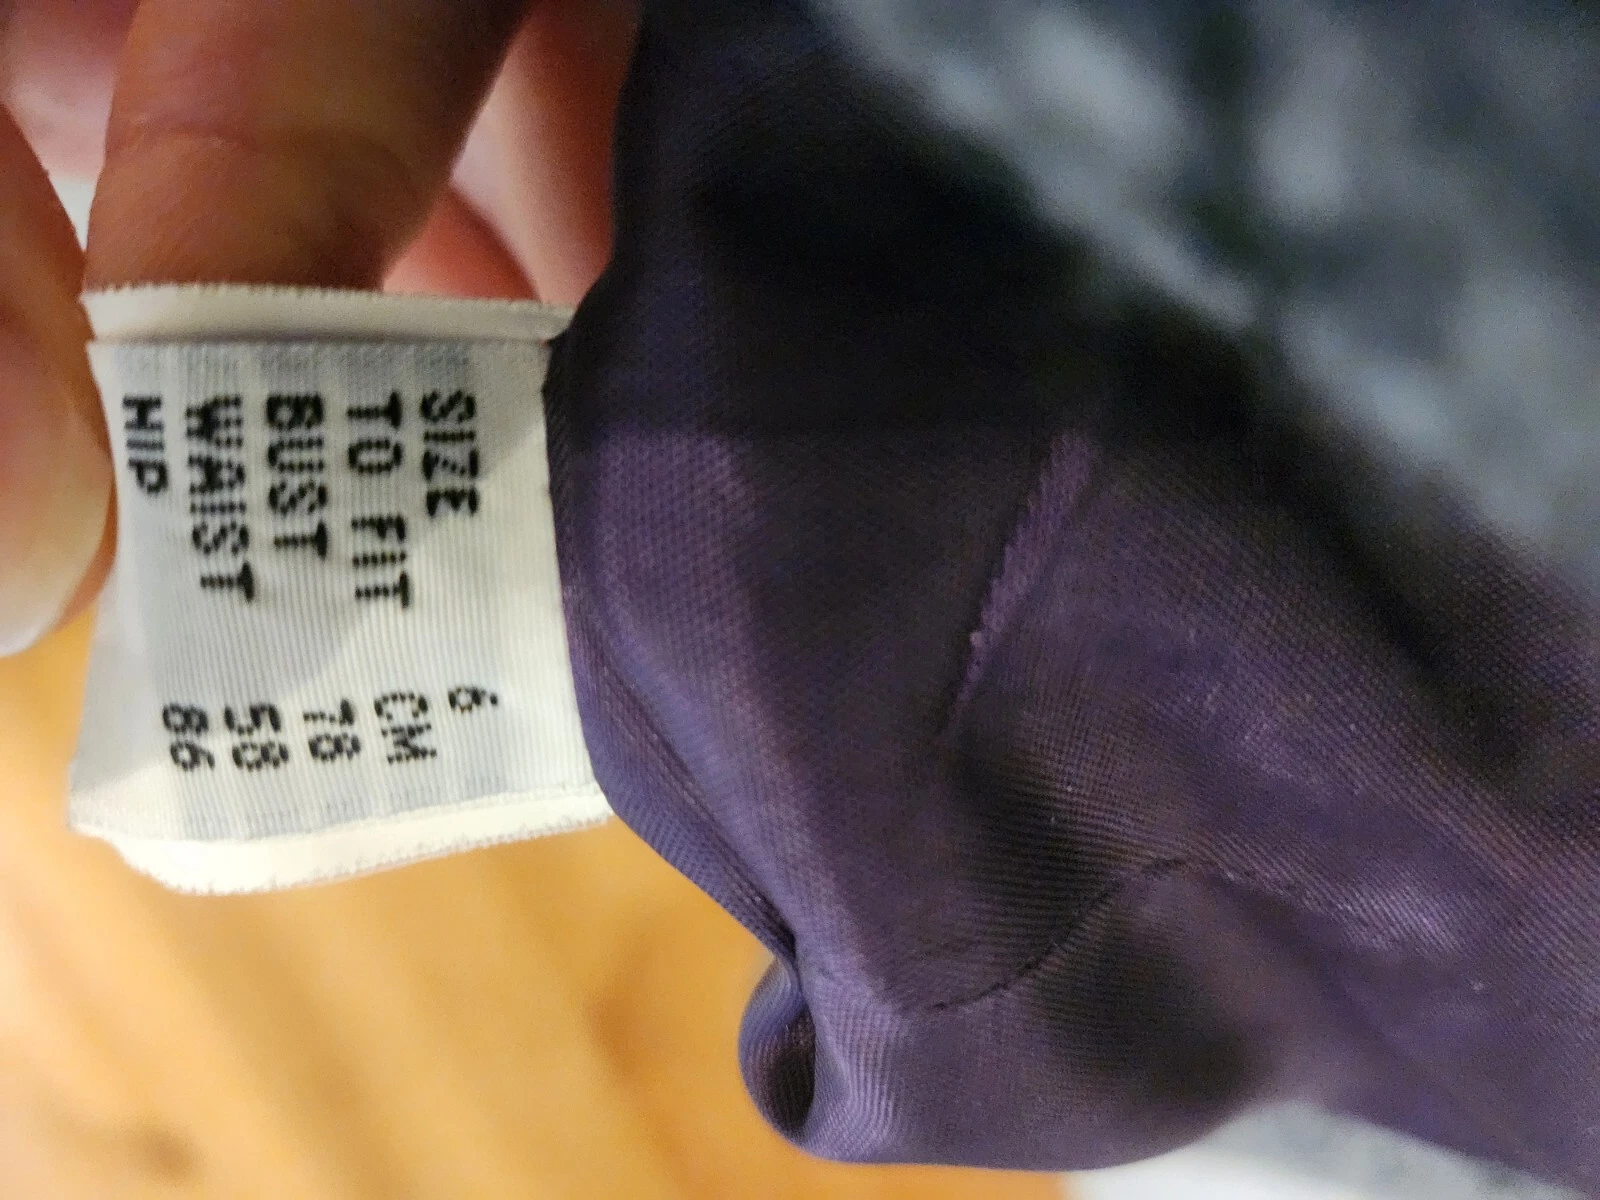 SIZE 6
TO FIT CM
BUST 78
WAIST 58
HIP 86